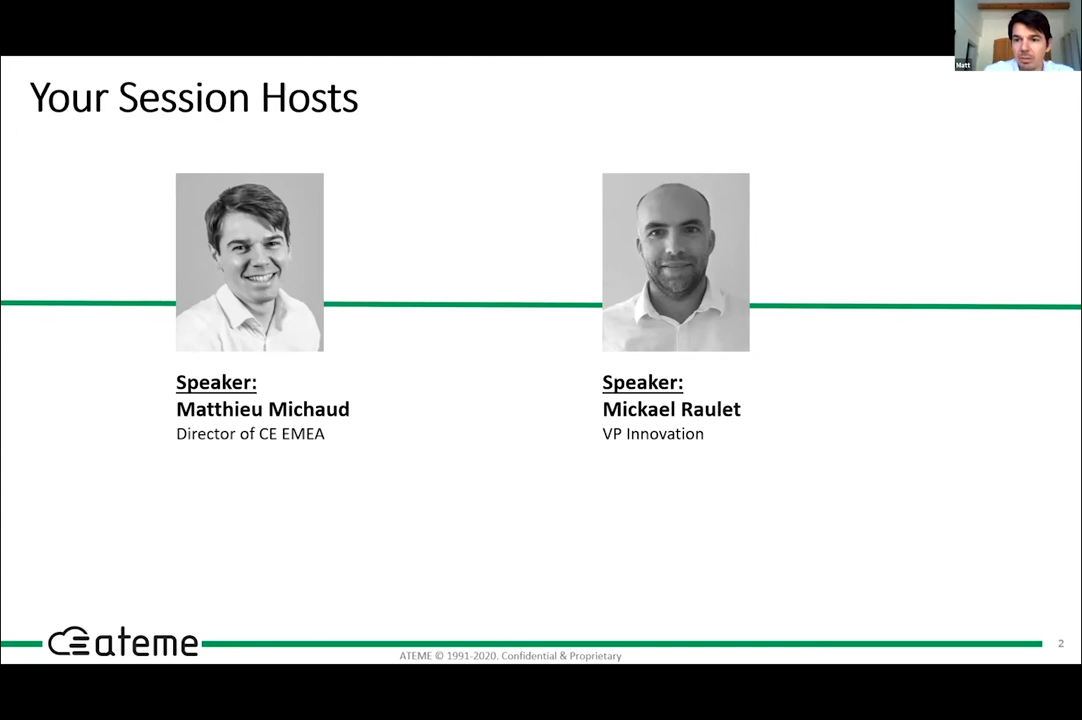 Matt
Your Session Hosts
Speaker:
Matthieu Michaud
Director of CE EMEA
Speaker:
Mickael Raulet
VP Innovation
ateme
ATEME © 1991-2020. Confidential & Proprietary
2